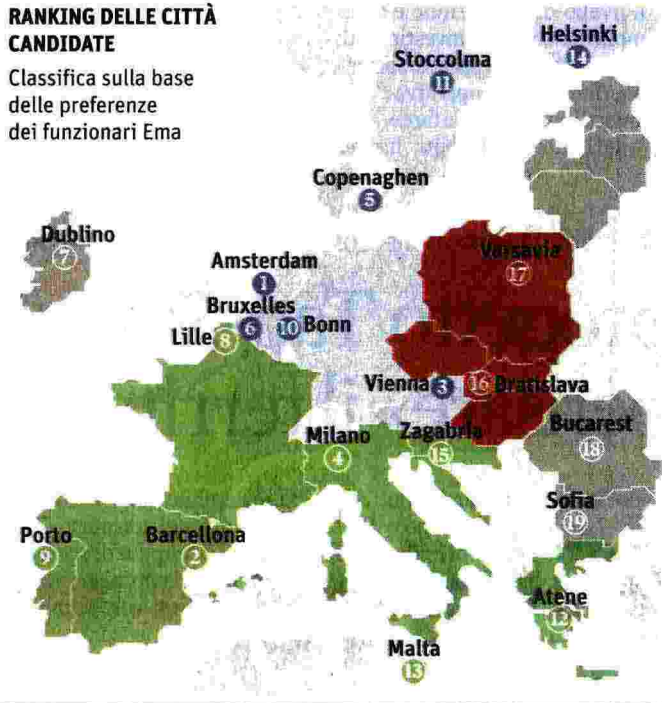 RANKING DELLE CITTÀ
CANDIDATE
Classifica sulla base
delle preferenze
dei funzionari Ema
Helsinki
14
Stoccolma
11
Copenaghen
5
Dublino
7
Varsavia
17
Amsterdam
1
Bruxelles
6
10 Bonn
Lille 8
Vienna 3
16 Bratislava
Milano
4
Zagabria
15
Bucarest
18
Sofia
19
Porto
9
Barcellona
2
Atene
12
Malta
13